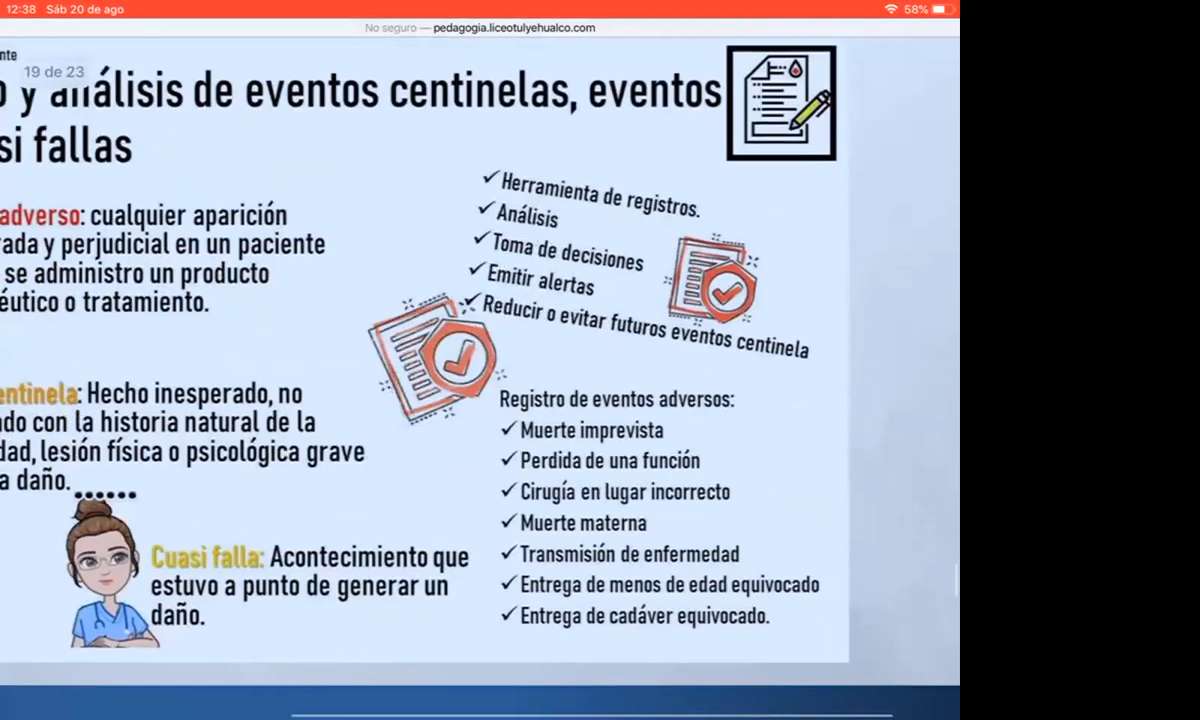 12:38 Sáb 20 de ago
58%
No seguro — pedagogia.liceotulyehualco.com
nte
19 de 23
o y análisis de eventos centinelas, eventos
si fallas
adverso: cualquier aparición
rada y perjudicial en un paciente
se administro un producto
éutico o tratamiento.
✓ Herramienta de registros.
✓ Análisis
✓ Toma de decisiones
✓ Emitir alertas
✓ Reducir o evitar futuros eventos centinela
entinela: Hecho inesperado, no
ado con la historia natural de la
dad, lesión física o psicológica grave
a daño.
Cuasi falla: Acontecimiento que
estuvo a punto de generar un
daño.
Registro de eventos adversos:
✓ Muerte imprevista
✓ Perdida de una función
✓ Cirugía en lugar incorrecto
✓ Muerte materna
✓ Transmisión de enfermedad
✓ Entrega de menos de edad equivocado
✓ Entrega de cadáver equivocado.